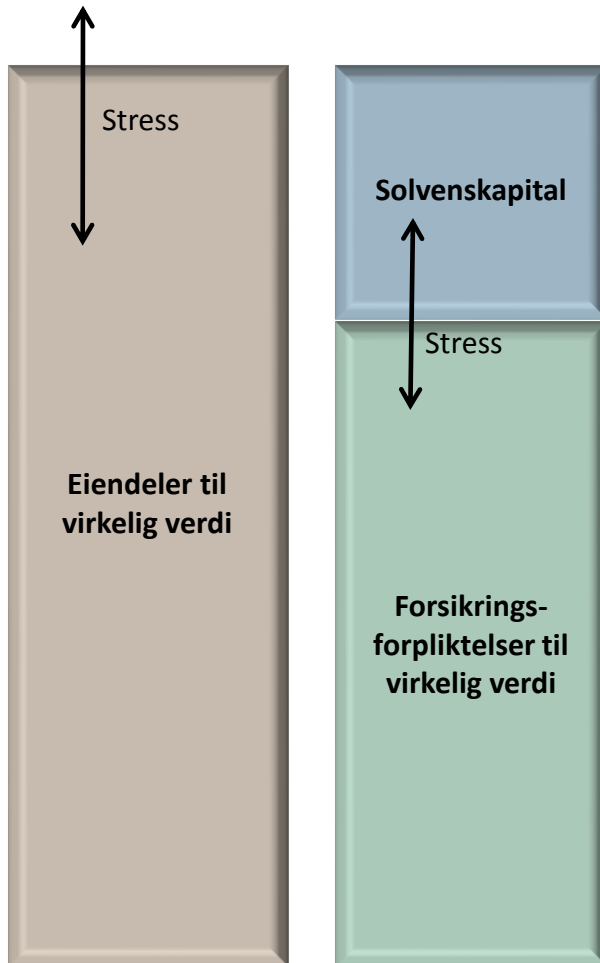 Stress
Eiendeler til
virkelig verdi
Solvenskapital
Stress
Forsikrings-
forpliktelser til
virkelig verdi